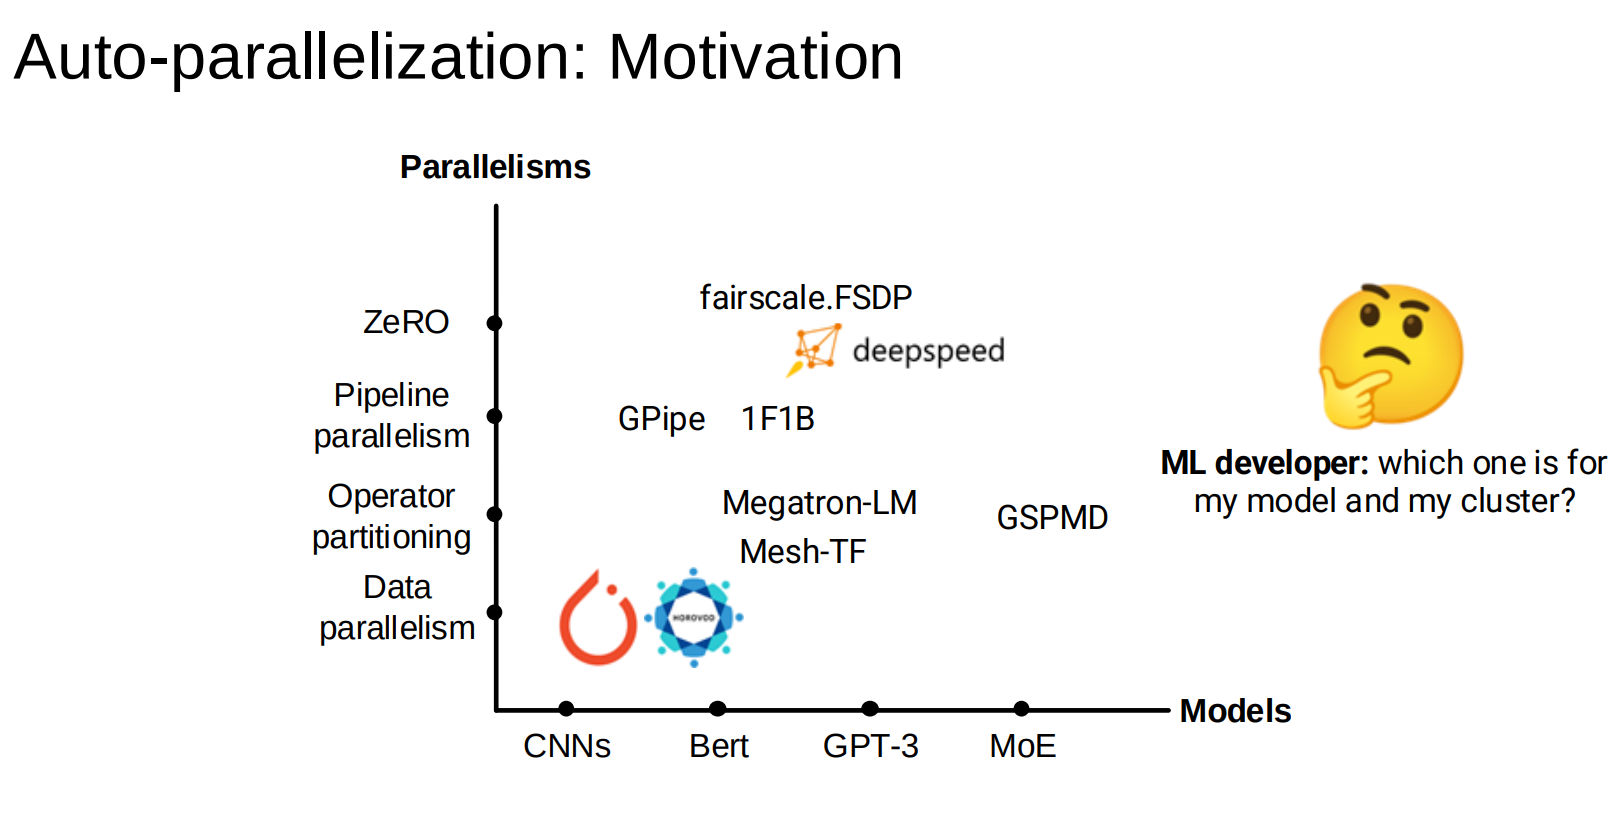 Auto-parallelization: Motivation
Parallelisms
fairscale.FSDP
ZeRO
deepspeed
Pipeline
parallelism
GPipe 1F1B
ML developer: which one is for
my model and my cluster?
Operator
partitioning
Megatron-LM
GSPMD
Mesh-TF
Data
parallelism
HOROVOD
Models
CNNs Bert GPT-3 MoE